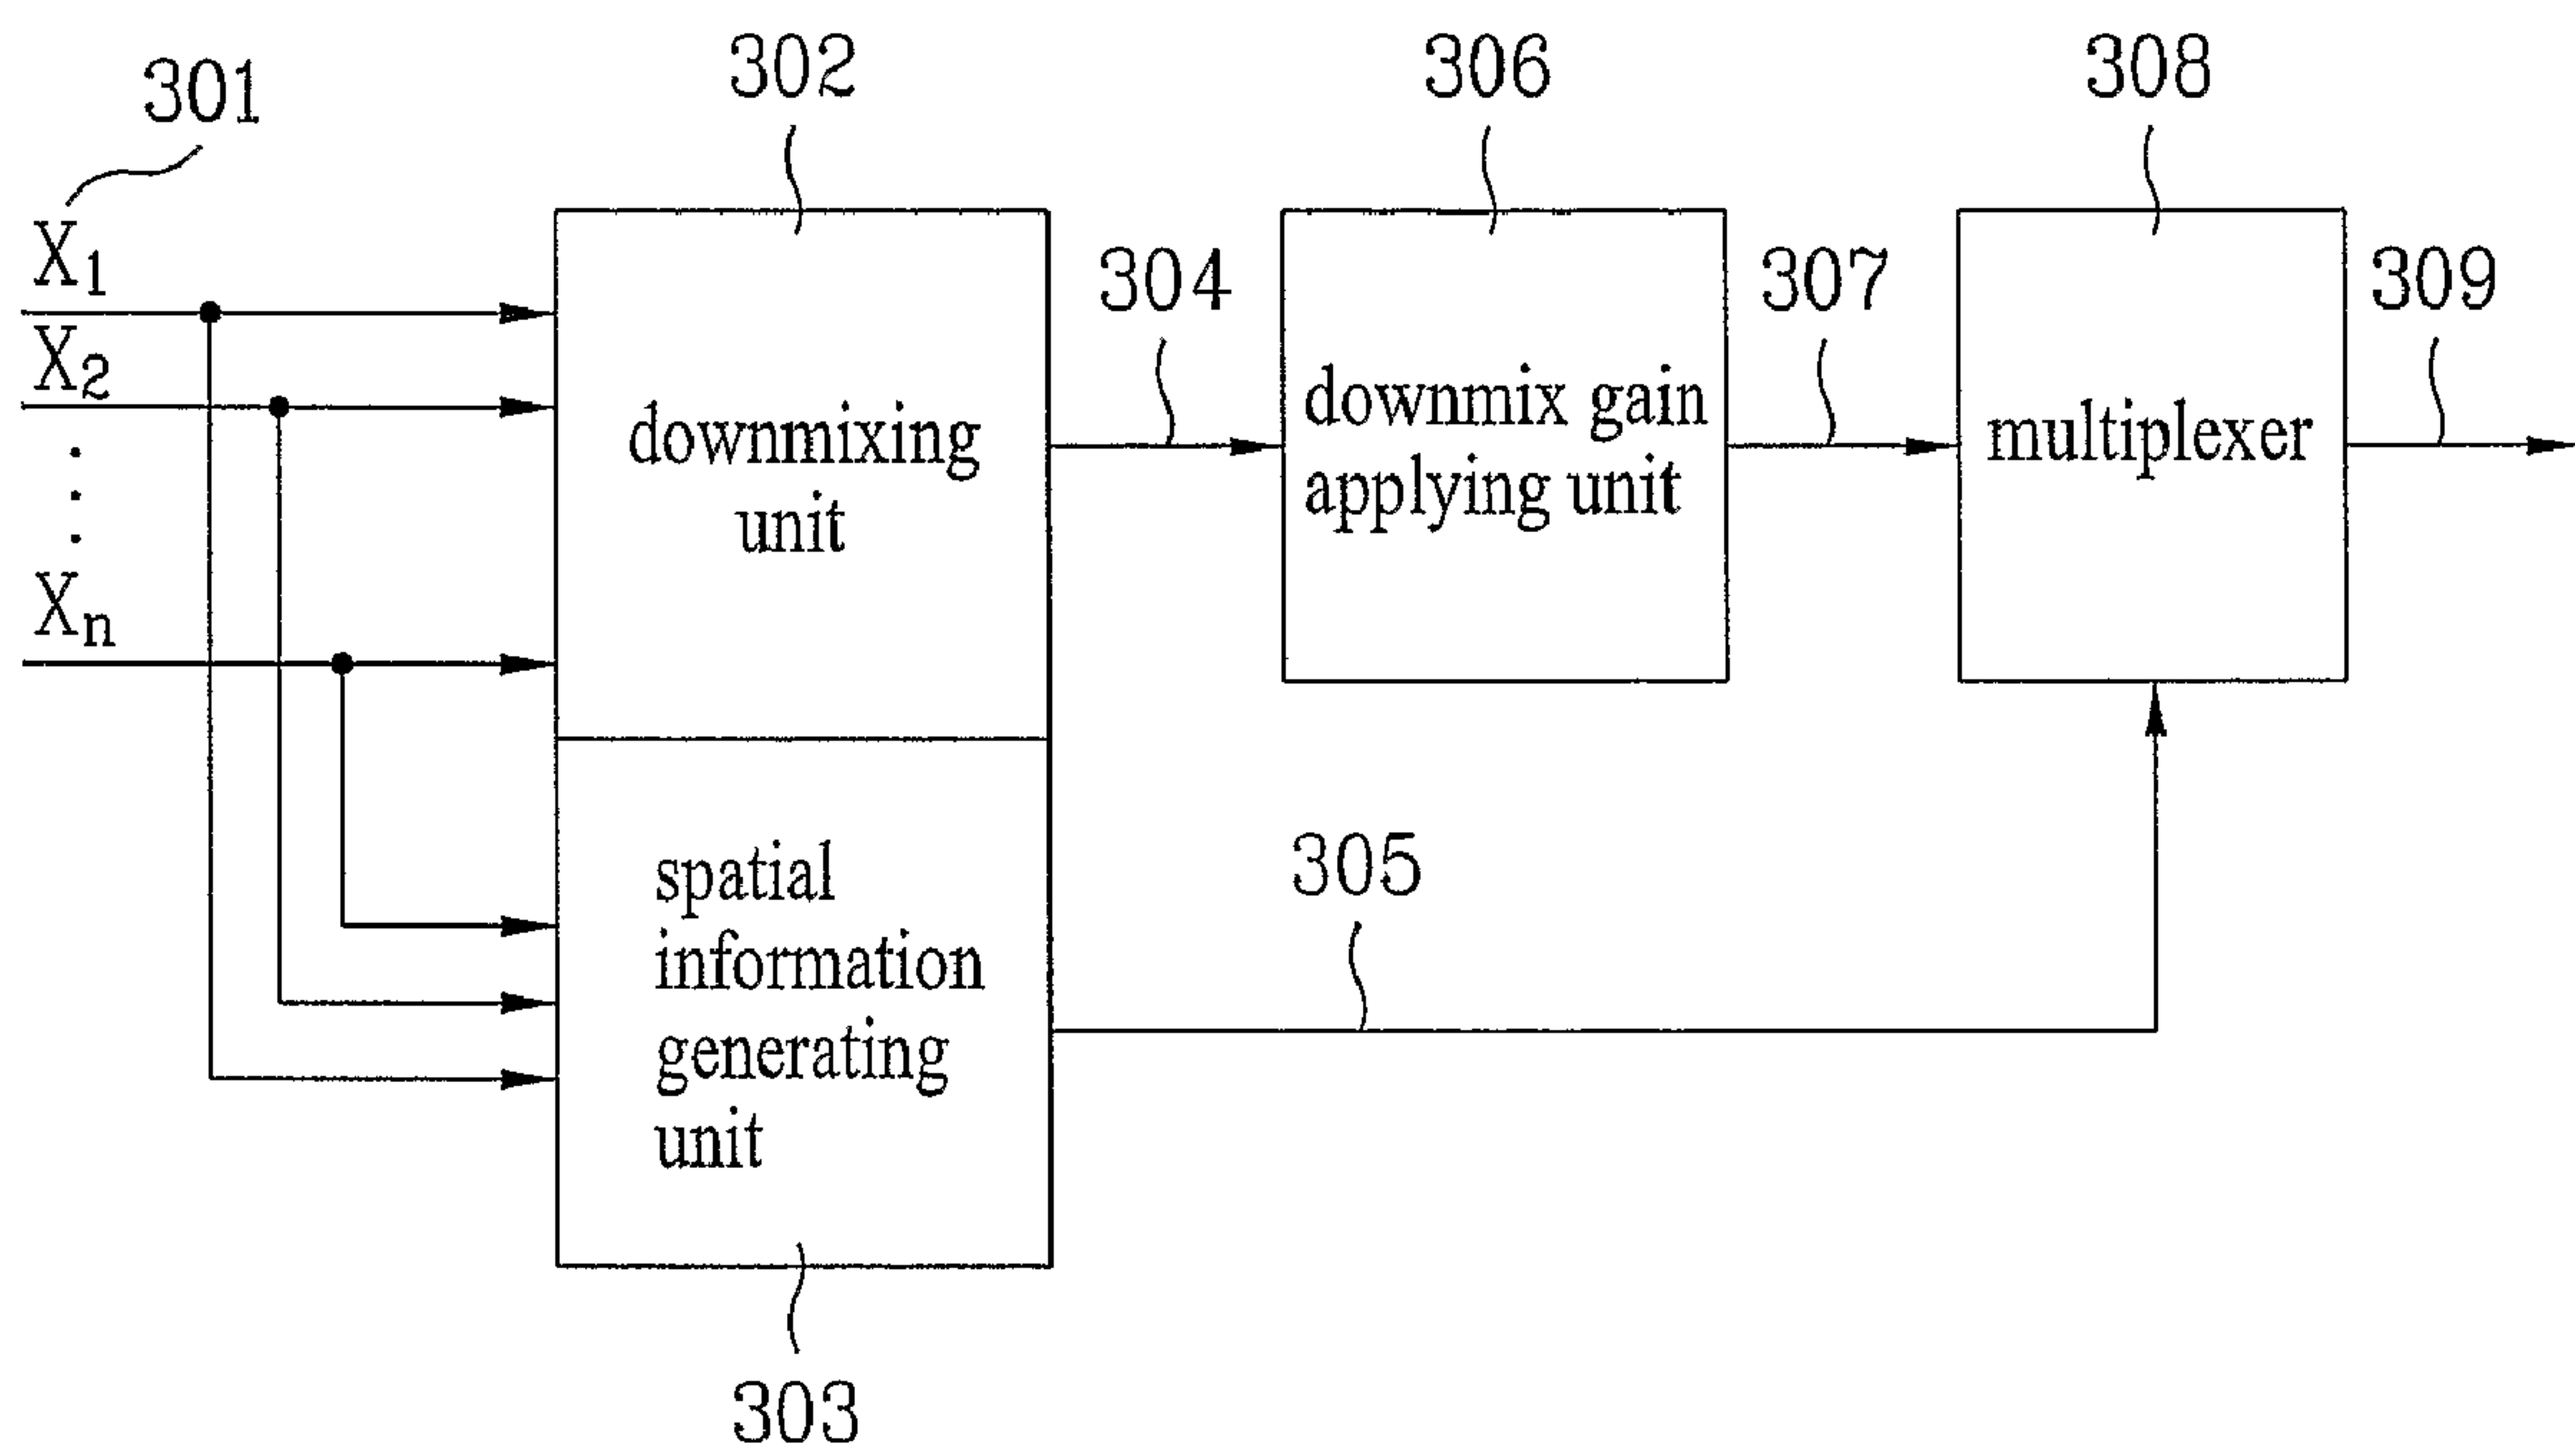 301
302
306
308
X1
304
307
309
X2
downmixing
unit
downmix gain
applying unit
multiplexer
Xn
305
spatial
information
generating
unit
303